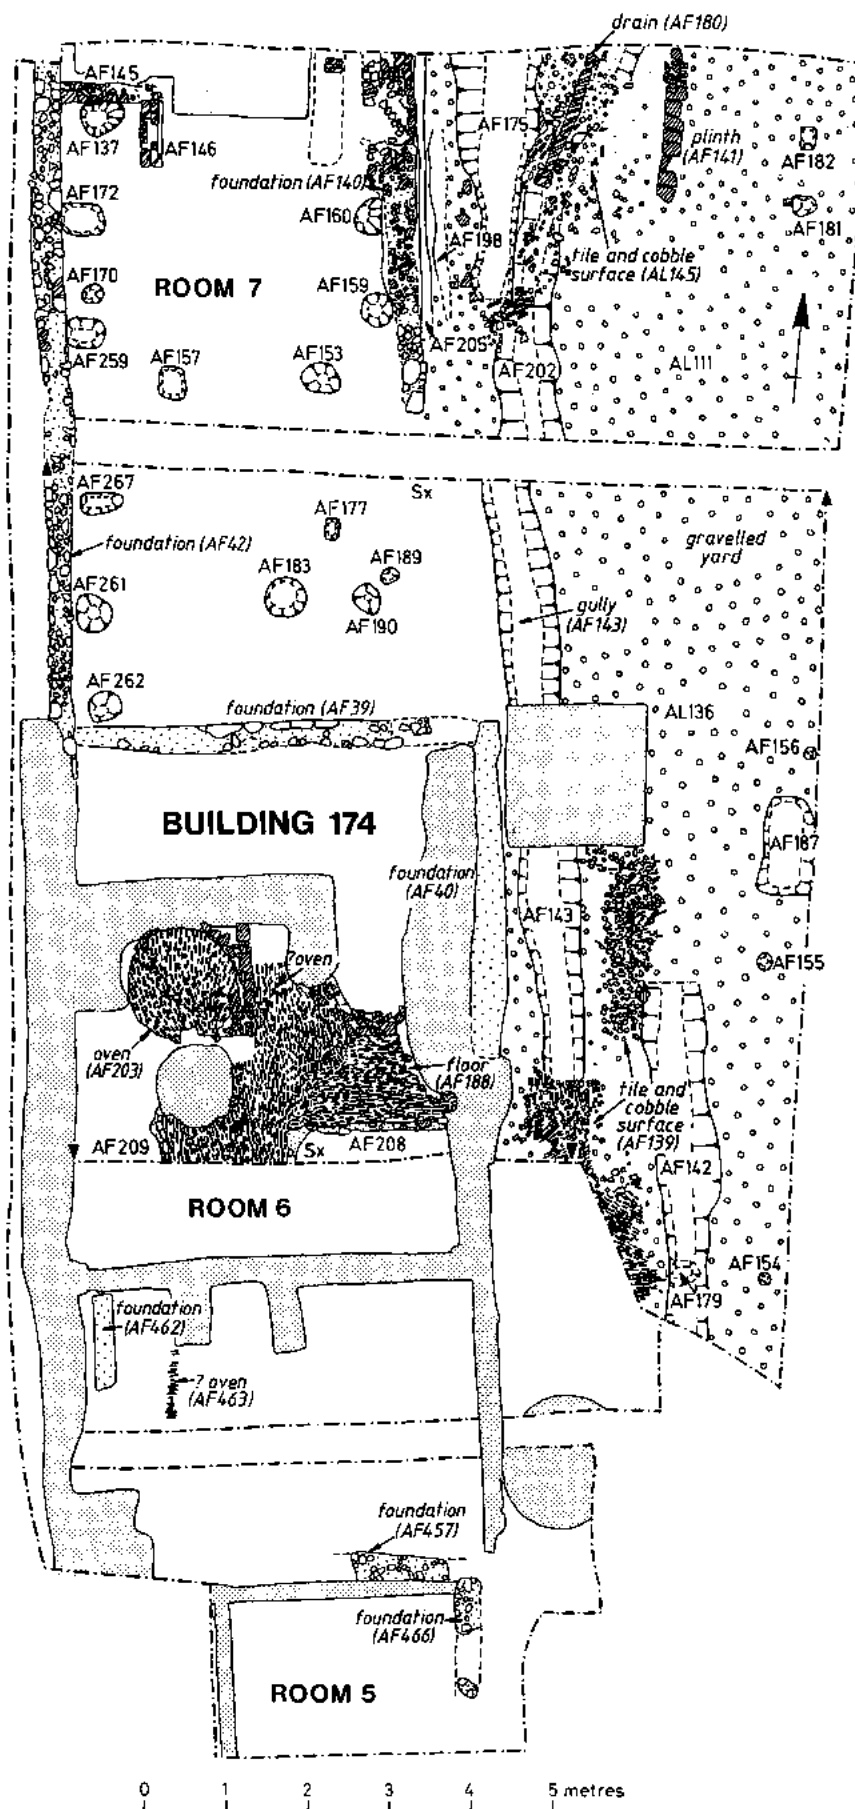 drain (AF180)
AF145
AF175
plinth
(AF141)
AF137
AF146
AF182
foundation (AF140)
AF172
AF160
AF198
AF181
tile and cobble
surface (AL145)
AF170
ROOM 7
AF159
AF205
AF259
AF157
AF153
AF202
AL111
AF267
Sx
AF177
foundation (AF42)
gravelled
yard
AF261
AF183
AF189
AF190
gully
(AF143)
AF262
foundation (AF39)
AL136
AF156
BUILDING 174
AF187
foundation
(AF40)
AF143
?oven
AF155
oven
(AF203)
floor
(AF188)
tile and
cobble
surface
(AF139)
AF209
Sx
AF208
AF142
ROOM 6
AF154
AF179
foundation
(AF462)
? oven
(AF463)
foundation
(AF457)
foundation
(AF466)
ROOM 5
0 1 2 3 4 5 metres